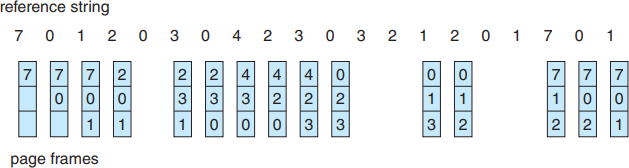 reference string
7 0 1 2 0 3 0 4 2 3 0 3 2 1 2 0 1 7 0 1
7 7 7 2 2 2 4 4 4 0 0 0 7 7 7
0 0 0 3 3 3 2 2 2 1 1 1 0 0
1 1 1 0 0 0 3 3 3 2 2 2 1
page frames